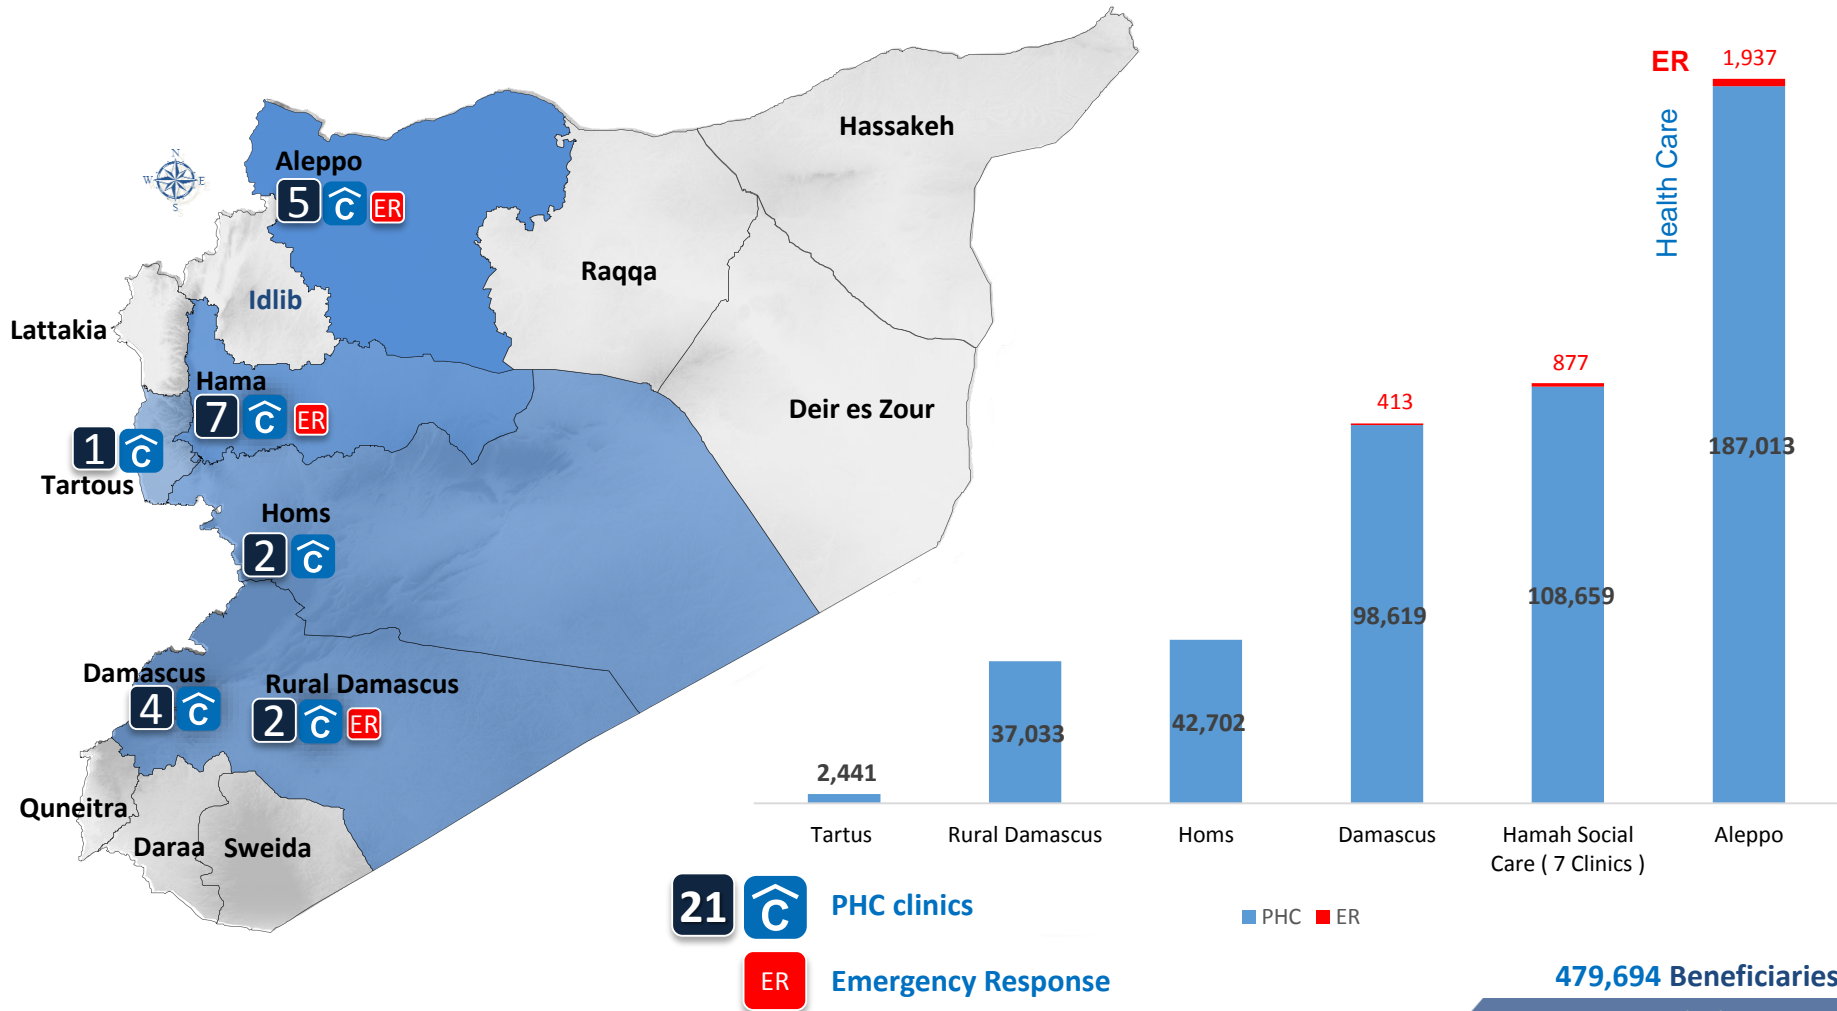 N
W E
S
Aleppo
5 C ER
Hassakeh
Raqqa
Idlib
Lattakia
Hama
7 C ER
Deir es Zour
1 C
Tartous
Homs
2 C
Damascus
4 C
Rural Damascus
2 C ER
Quneitra
Daraa
Sweida
ER
Health Care
1,937
877
413
187,013
108,659
98,619
42,702
37,033
2,441
Tartus
Rural Damascus
Homs
Damascus
Hamah Social
Care ( 7 Clinics )
Aleppo
PHC ER
21 C PHC clinics
ER Emergency Response
479,694 Beneficiaries